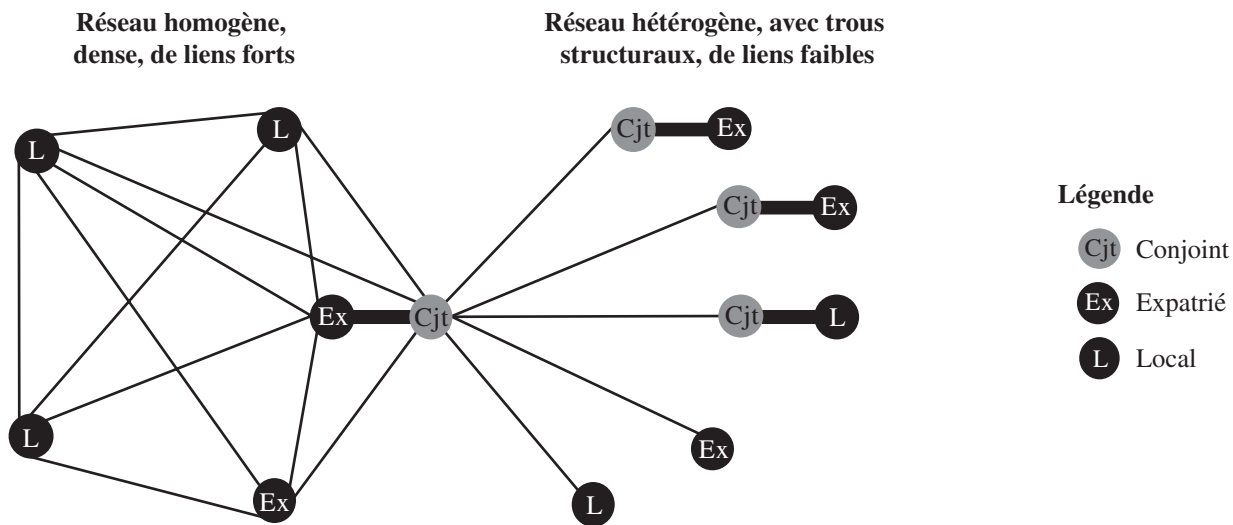 Réseau homogène,
dense, de liens forts
Réseau hétérogène, avec trous
structuraux, de liens faibles
L
L
Cjt
Ex
Cjt
Ex
Ex
Cjt
Cjt
L
L
Ex
Ex
L
Légende
Cjt Conjoint
Ex Expatrié
L Local